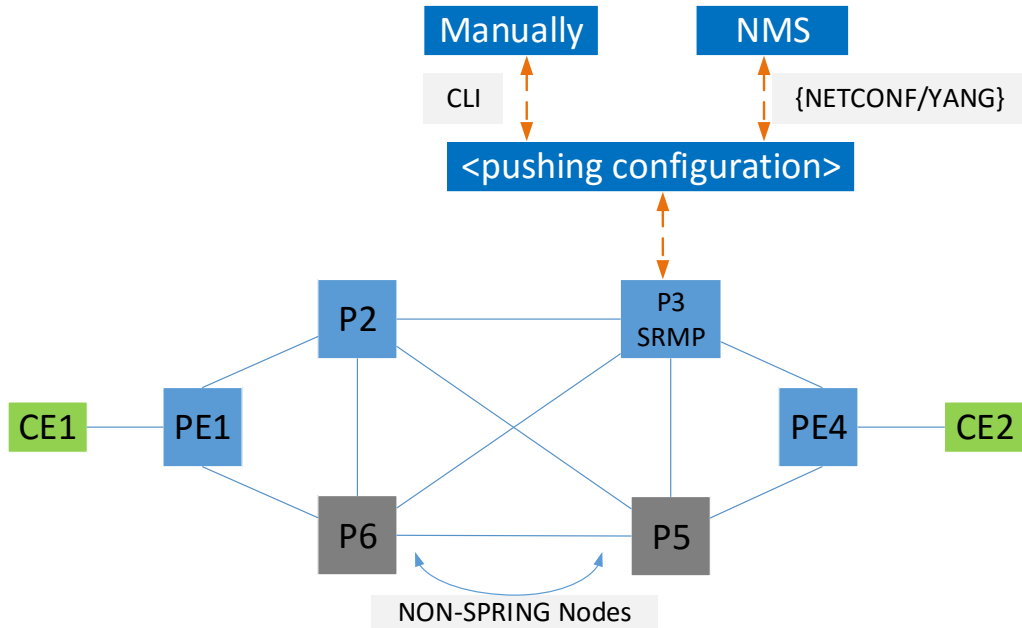 Manually
NMS
CLI
{NETCONF/YANG}
<pushing configuration>
P2
P3
SRMP
CE1
PE1
PE4
CE2
P6
P5
NON-SPRING Nodes